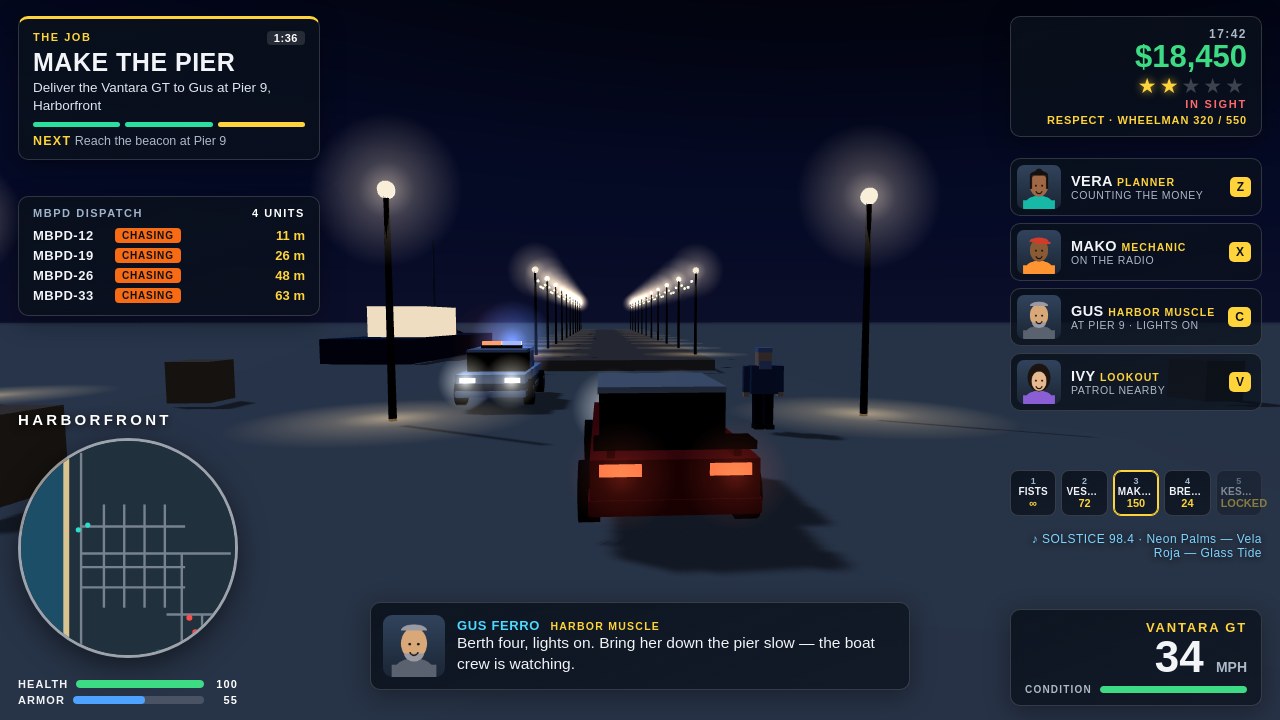 THE JOB 1:36
MAKE THE PIER
Deliver the Vantara GT to Gus at Pier 9,
Harborfront
NEXT Reach the beacon at Pier 9
MBPD DISPATCH 4 UNITS
MBPD-12 CHASING 11 m
MBPD-19 CHASING 26 m
MBPD-26 CHASING 48 m
MBPD-33 CHASING 63 m
HARBORFRONT
HEALTH 100
ARMOR 55
GUS FERRO HARBOR MUSCLE
Berth four, lights on. Bring her down the pier slow — the boat
crew is watching.
17:42
$18,450
★★★★★
IN SIGHT
RESPECT · WHEELMAN 320 / 550
VERA PLANNER
COUNTING THE MONEY
Z
MAKO MECHANIC
ON THE RADIO
X
GUS HARBOR MUSCLE
AT PIER 9 · LIGHTS ON
C
IVY LOOKOUT
PATROL NEARBY
V
1 2 3 4 5
FISTS VES... MAK... BRE... KES...
∞ 72 150 24 LOCKED
♪ SOLSTICE 98.4 · Neon Palms — Vela
Roja — Glass Tide
VANTARA GT
34 MPH
CONDITION